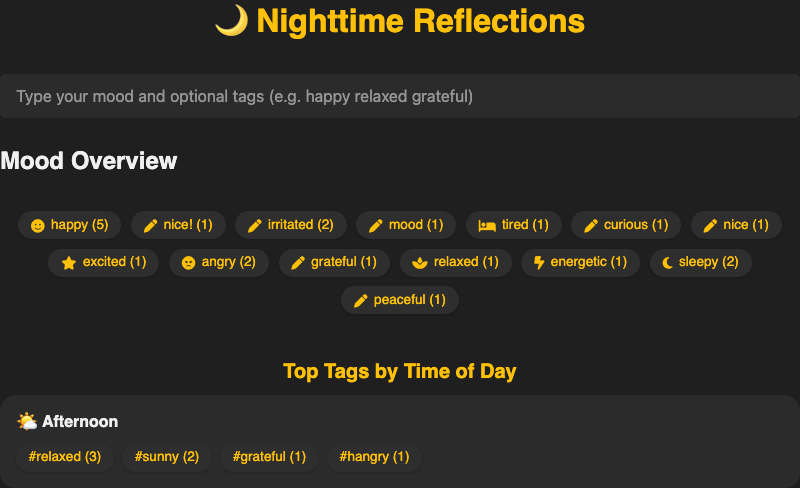 🌙 Nighttime Reflections
Type your mood and optional tags (e.g. happy relaxed grateful)
Mood Overview
happy (5) nice! (1) irritated (2) mood (1) tired (1) curious (1) nice (1)
excited (1) angry (2) grateful (1) relaxed (1) energetic (1) sleepy (2)
peaceful (1)
Top Tags by Time of Day
🌤️ Afternoon
#relaxed (3) #sunny (2) #grateful (1) #hangry (1)